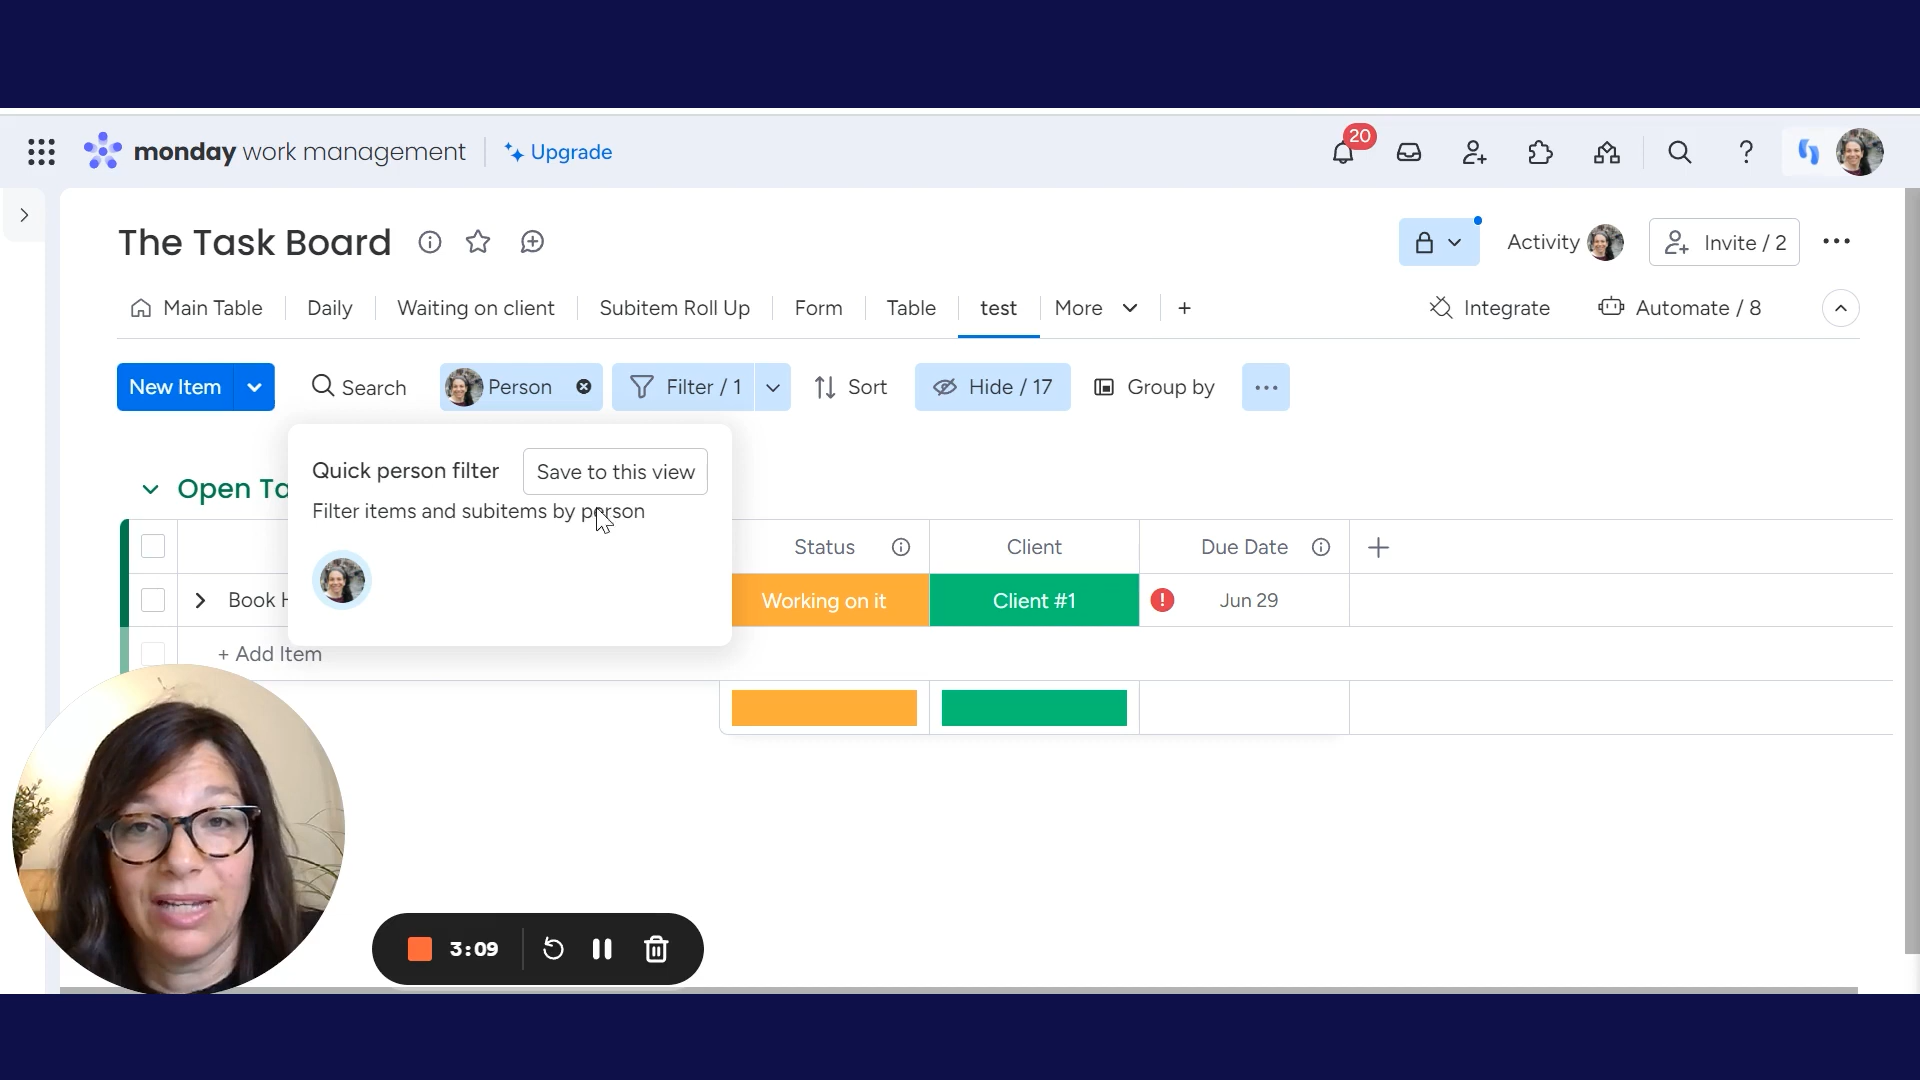 monday work management
Upgrade
20
The Task Board
Activity
Invite / 2
Main Table
Daily
Waiting on client
Subitem Roll Up
Form
Table
test
More
Integrate
Automate / 8
New Item
Search
Person
Filter / 1
Sort
Hide / 17
Group by
Quick person filter
Save to this view
Filter items and subitems by person
Open Ta
Status
Client
Due Date
Book H
Working on it
Client #1
Jun 29
+ Add Item
3:09